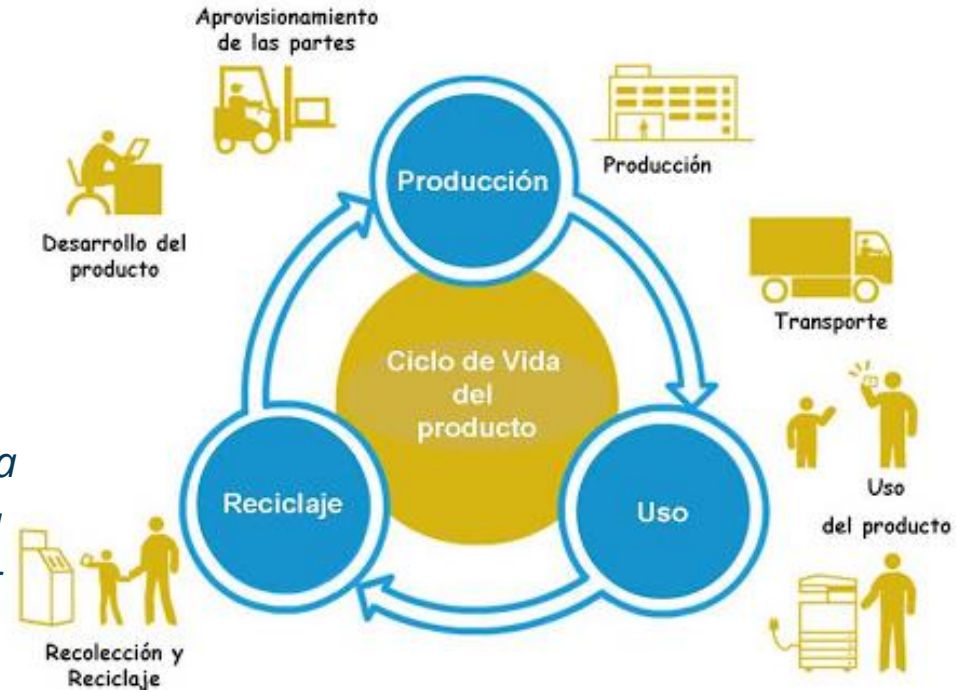 Aprovisionamiento
de las partes
Producción
Producción
Desarrollo del
producto
Transporte
Ciclo de Vida
del
producto
Uso
del producto
Reciclaje
Uso
Recolección y
Reciclaje
a